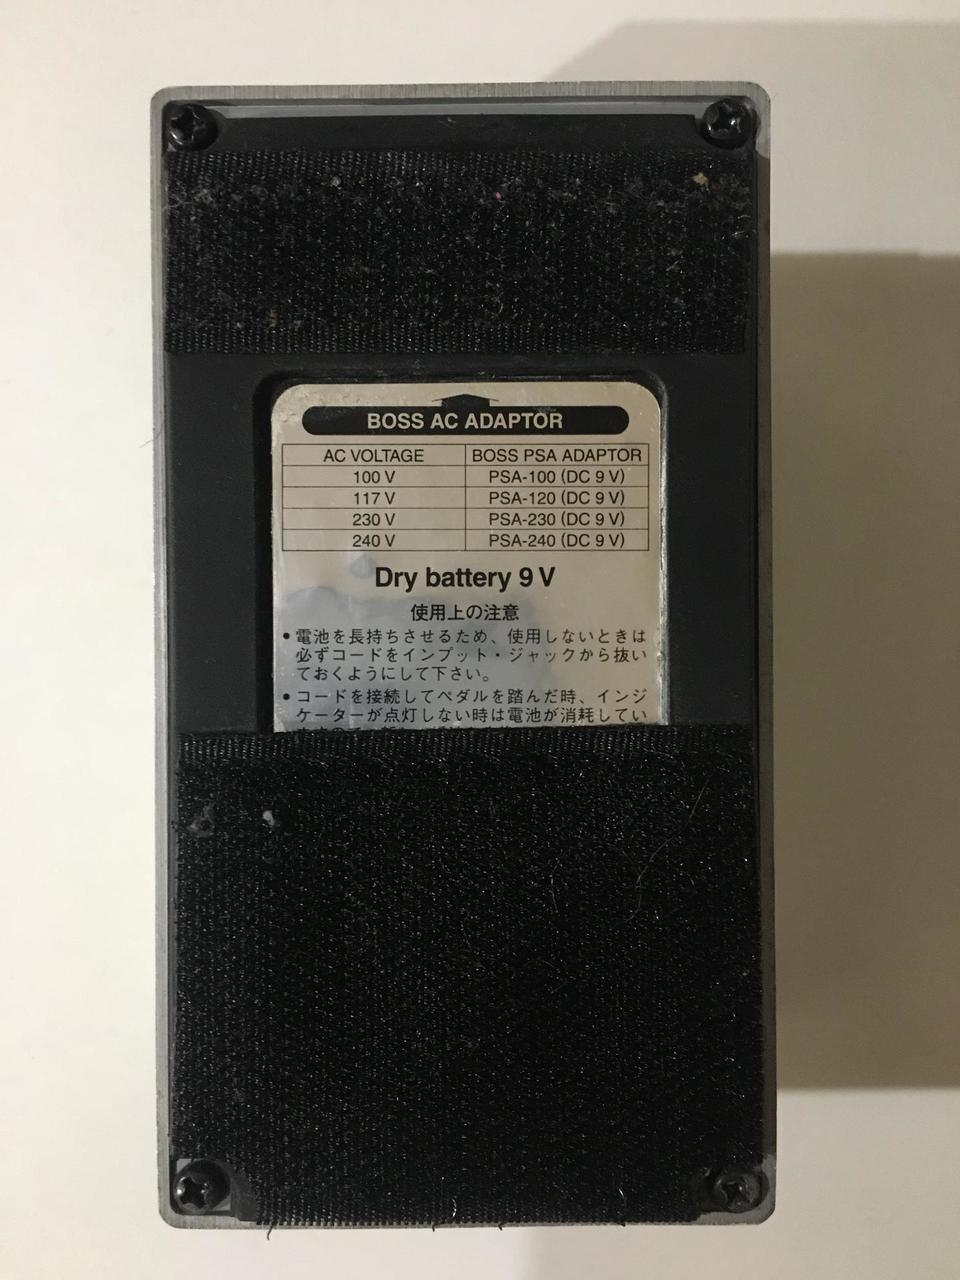 BOSS AC ADAPTOR
AC VOLTAGE BOSS PSA ADAPTOR
100 V PSA-100 (DC 9 V)
117 V PSA-120 (DC 9 V)
230 V PSA-230 (DC 9 V)
240 V PSA-240 (DC 9 V)
Dry battery 9 V
使用上の注意
• 電池を長持ちさせるため、使用しないときは
必ずコードをインプット・ジャックから抜い
ておくようにして下さい。
• コードを接続してペダルを踏んだ時、インジ
ケーターが点灯しない時は電池が消耗してい